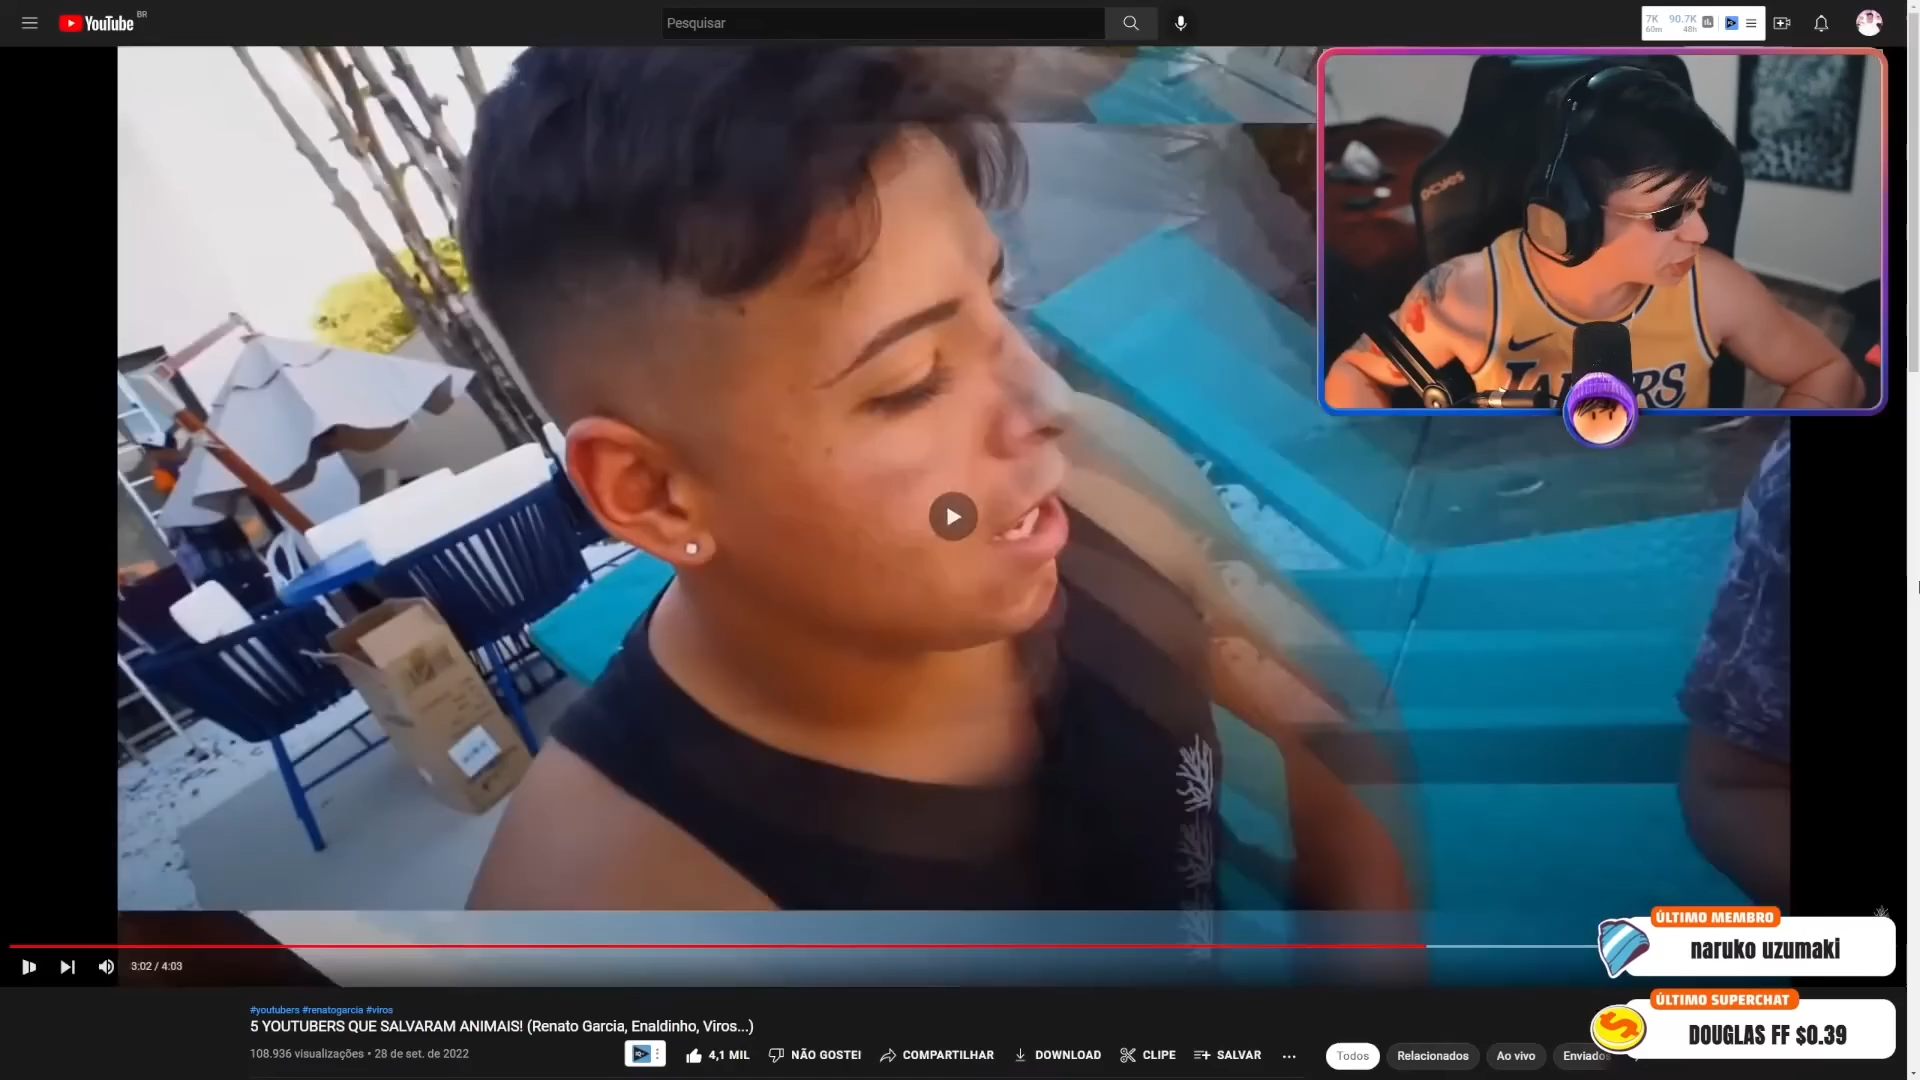 YouTube BR
Pesquisar
7K
60m
90.7K
48h
LAKERS
ÚLTIMO MEMBRO
naruko uzumaki
3:02 / 4:03
ÚLTIMO SUPERCHAT
DOUGLAS FF $0.39
#youtubers #renatogarcia #viros
5 YOUTUBERS QUE SALVARAM ANIMAIS! (Renato Garcia, Enaldinho, Viros...)
108.936 visualizações • 28 de set. de 2022
4,1 MIL
NÃO GOSTEI
COMPARTILHAR
DOWNLOAD
CLIPE
SALVAR
Todos
Relacionados
Ao vivo
Enviados